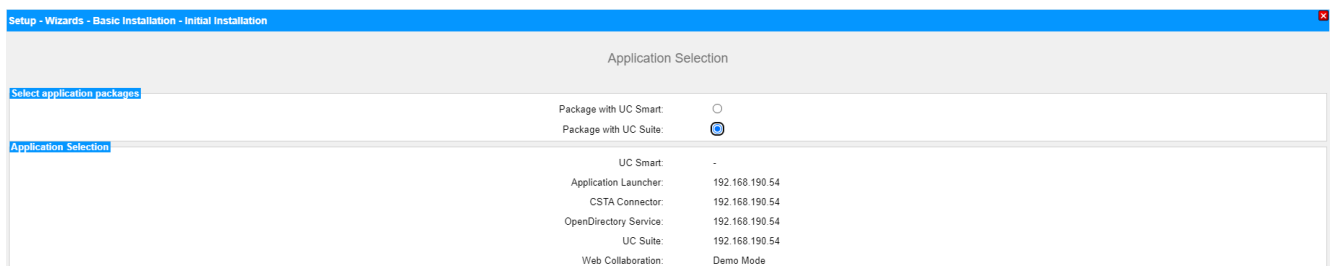 Setup - Wizards - Basic Installation - Initial Installation
Application Selection
Select application packages
Package with UC Smart:
Package with UC Suite:
Application Selection
UC Smart: -
Application Launcher: 192.168.190.54
CSTA Connector: 192.168.190.54
OpenDirectory Service: 192.168.190.54
UC Suite: 192.168.190.54
Web Collaboration: Demo Mode